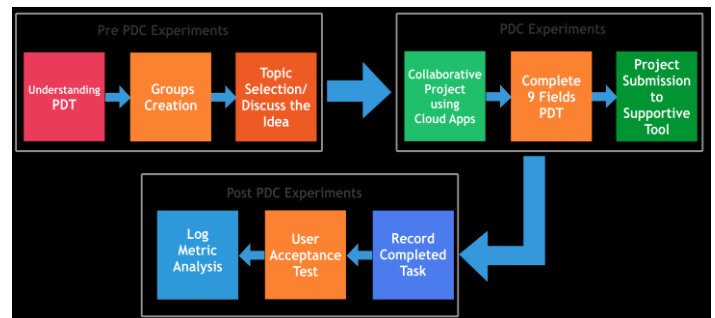 Pre PDC Experiments
Understanding
PDT
Groups
Creation
Topic
Selection/
Discuss the
Idea
PDC Experiments
Collaborative
Project
using
Cloud Apps
Complete
9 Fields
PDT
Project
Submission
to
Supportive
Tool
Post PDC Experiments
Log
Metric
Analysis
User
Acceptance
Test
Record
Completed
Task